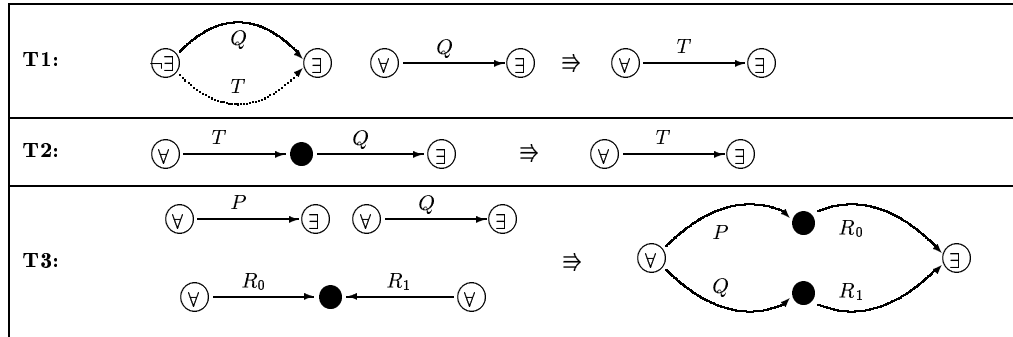 T1: ¬∃ Q T ∃ ∀ Q ∃ ⇛ ∀ T ∃
T2: ∀ T Q ∃ ⇛ ∀ T ∃
T3: ∀ P ∃ ∀ Q ∃ ⇛ ∀ P R₀ ∃
∀ R₀ R₁ ∀ Q R₁